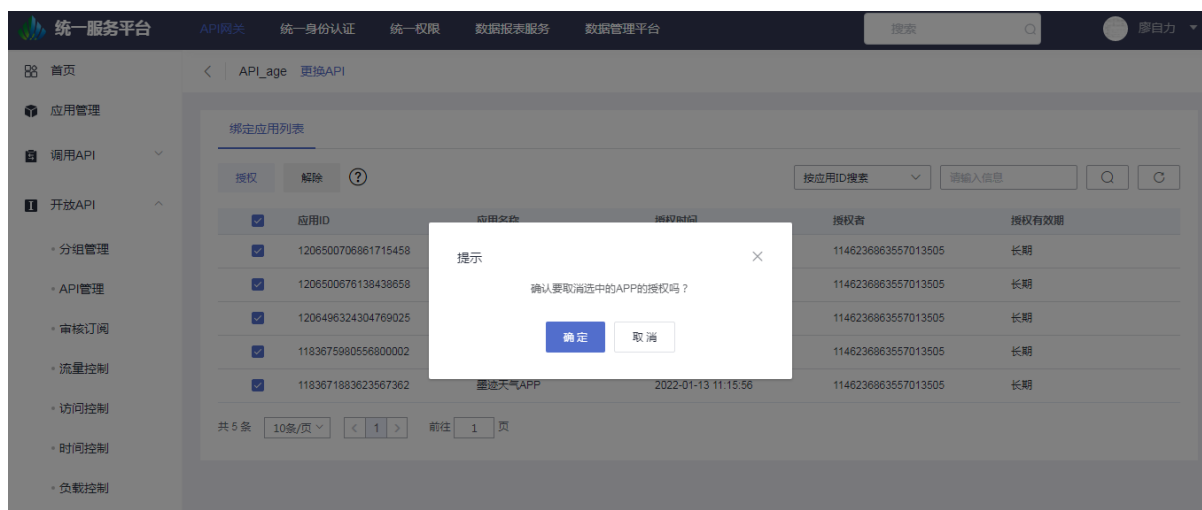 统一服务平台 API网关 统一身份认证 统一权限 数据报表服务 数据管理平台 搜索 廖自力
首页
API_age 更换API
应用管理
绑定应用列表
调用API
授权 解除 ? 按应用ID搜索 请输入信息
开放API
应用ID 应用名称 授权时间 授权者 授权有效期
分组管理
1206500706861715458 1146236863557013505 长期
提示
API管理
1206500676138438658 1146236863557013505 长期
确认要取消选中的APP的授权吗？
审核订阅
1206496324304769025 1146236863557013505 长期
确定 取消
1183675980556800002 1146236863557013505 长期
流量控制
1183671883623567362 墨迹天气APP 2022-01-13 11:15:56 1146236863557013505 长期
访问控制
共 5 条 10条/页 < 1 > 前往 1 页
时间控制
负载控制